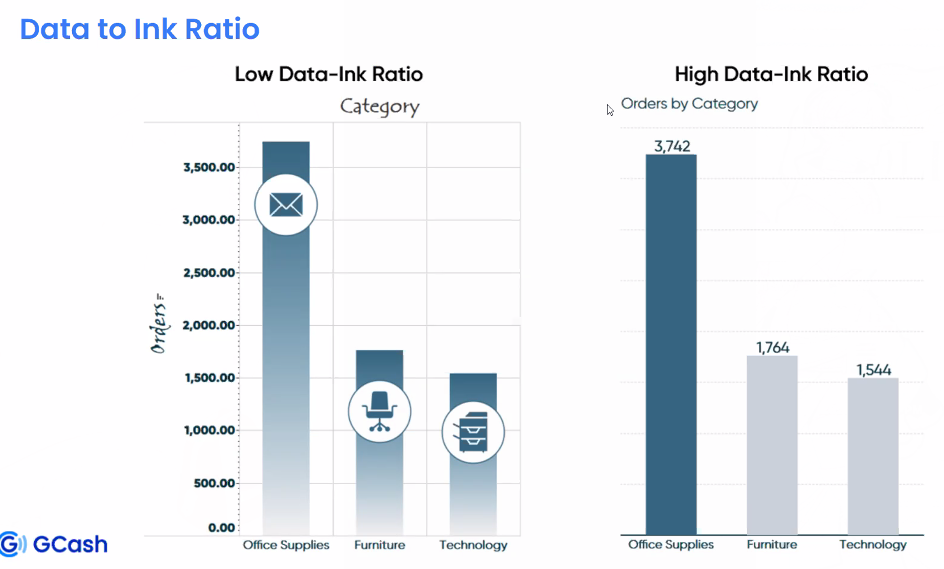 Data to Ink Ratio
Low Data-Ink Ratio
Category
3,500.00
3,000.00
2,500.00
2,000.00
1,500.00
1,000.00
500.00
0.00
Orders
Office Supplies
Furniture
Technology
High Data-Ink Ratio
Orders by Category
3,742
1,764
1,544
Office Supplies
Furniture
Technology
GCash